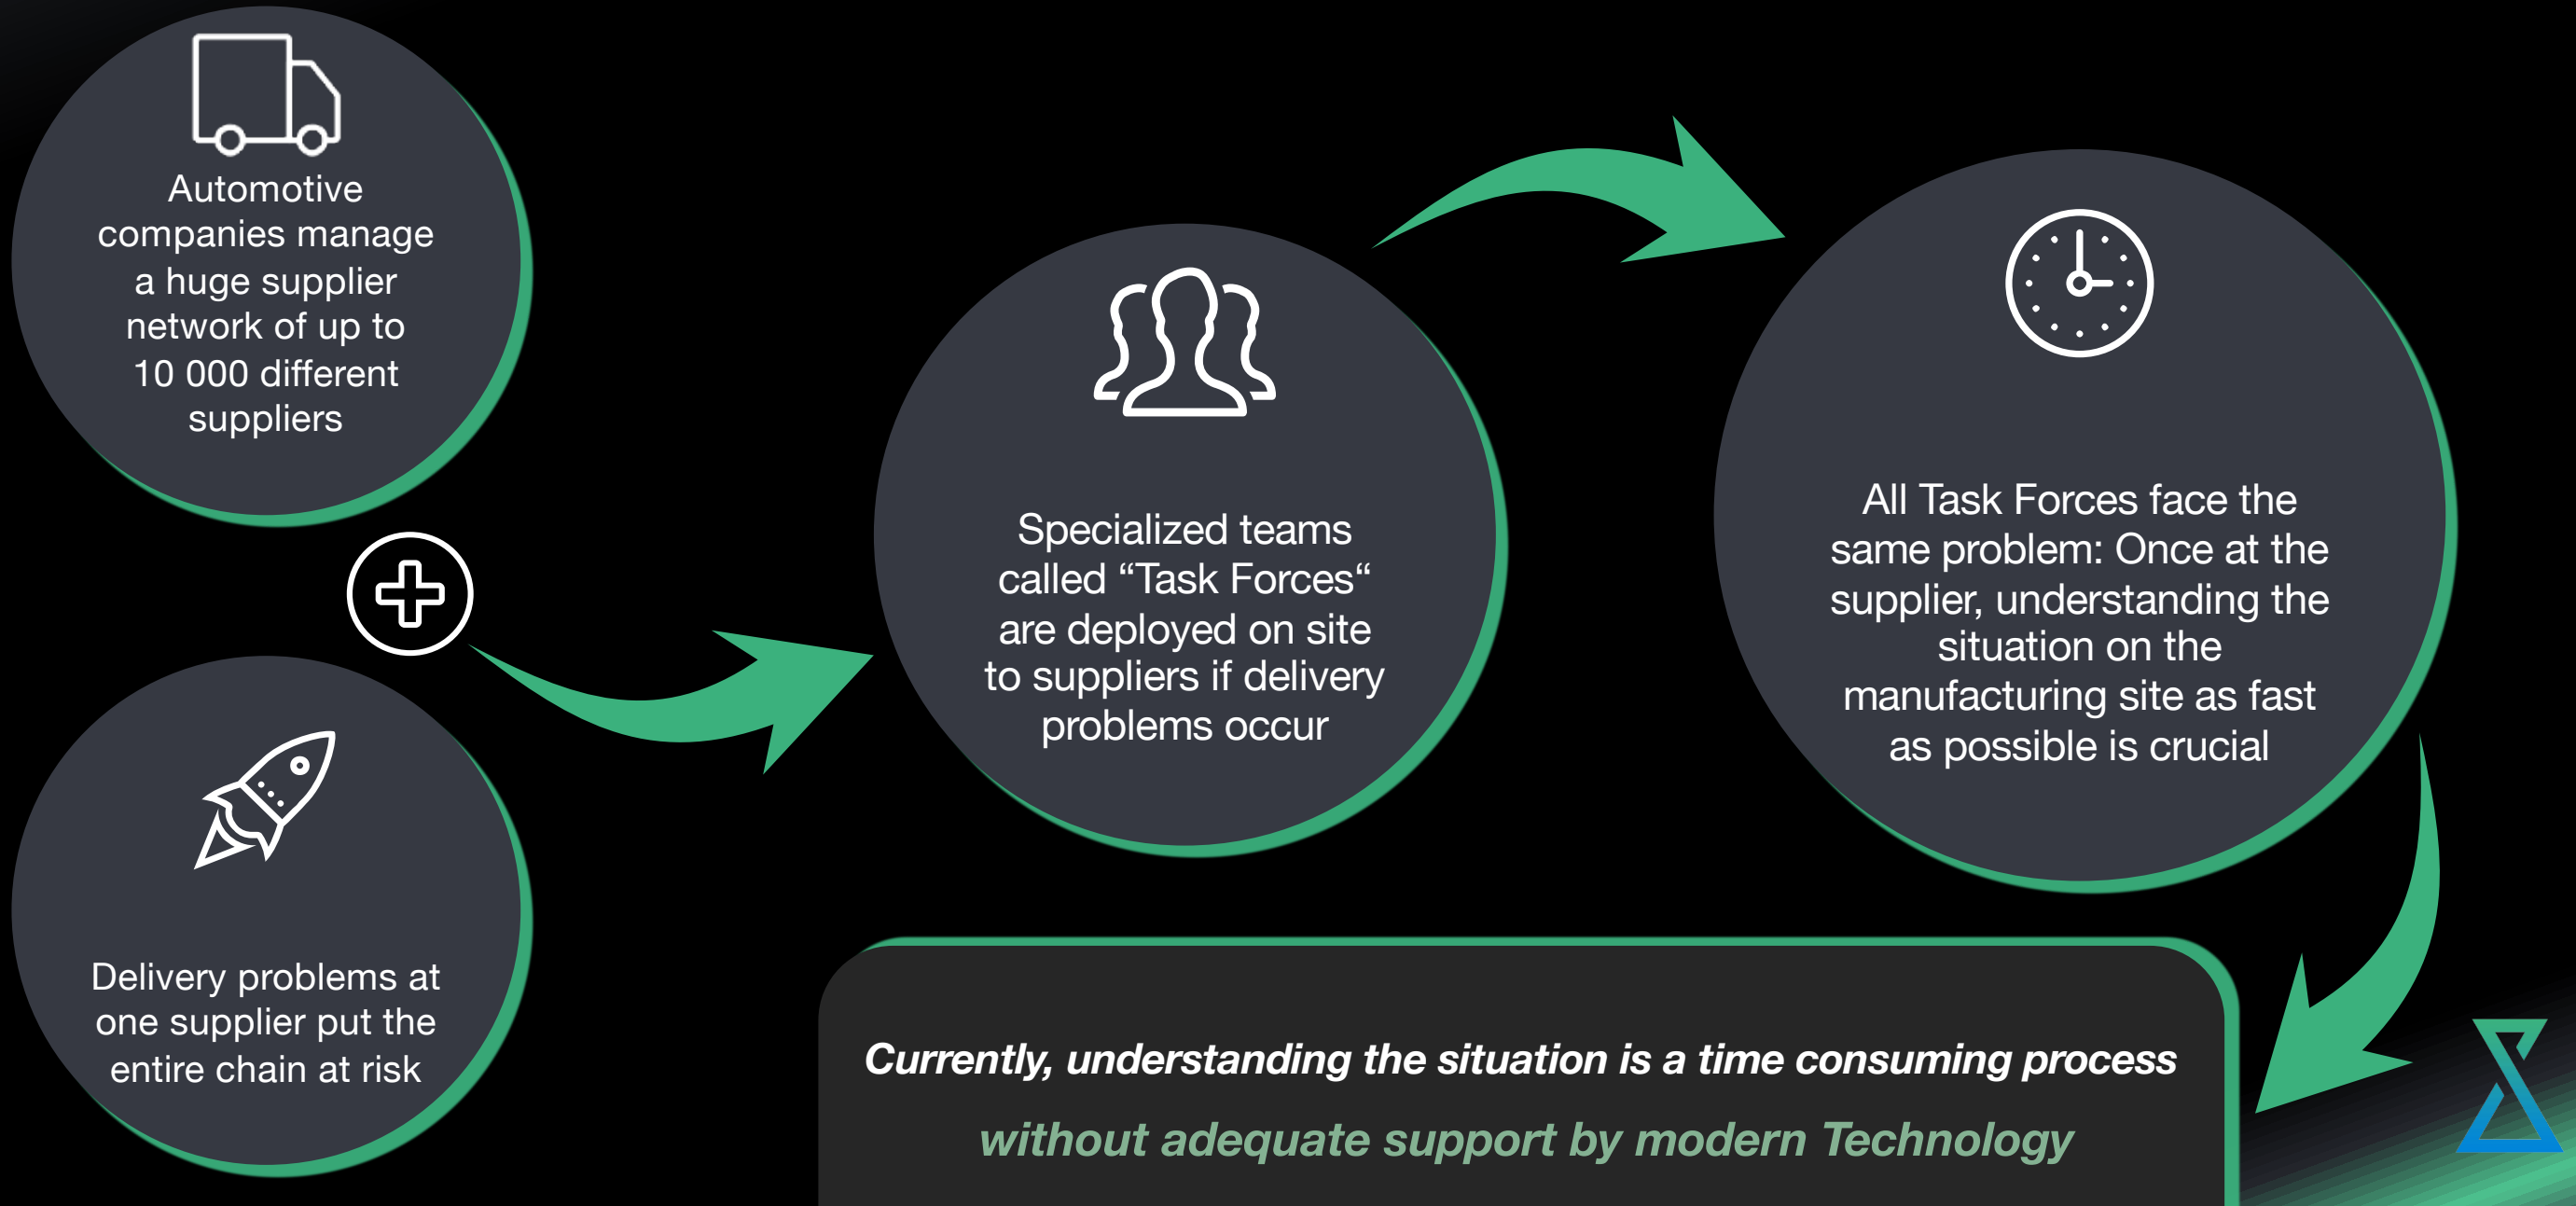 Automotive
companies manage
a huge supplier
network of up to
10 000 different
suppliers
Delivery problems at
one supplier put the
entire chain at risk
Specialized teams
called “Task Forces“
are deployed on site
to suppliers if delivery
problems occur
All Task Forces face the
same problem: Once at the
supplier, understanding the
situation on the
manufacturing site as fast
as possible is crucial
Currently, understanding the situation is a time consuming process
without adequate support by modern Technology